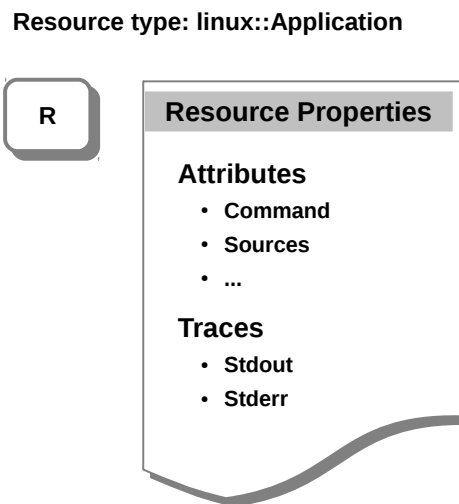 Resource type: linux::Application
R
Resource Properties
Attributes
• Command
• Sources
• ...
Traces
• Stdout
• Stderr